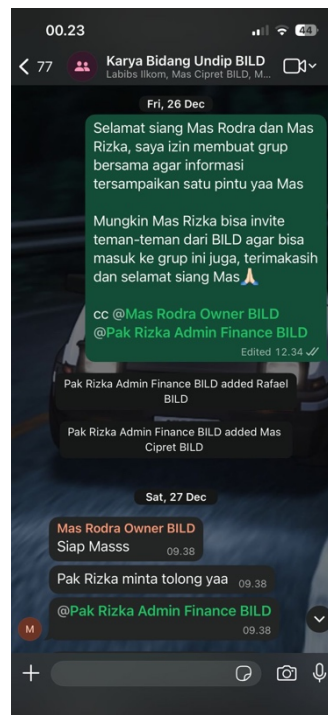 00.23
44
77
Karya Bidang Undip BILD
Labibs Ilkom, Mas Cipret BILD, M...
Fri, 26 Dec
Selamat siang Mas Rodra dan Mas
Rizka, saya izin membuat grup
bersama agar informasi
tersampaikan satu pintu yaa Mas
Mungkin Mas Rizka bisa invite
teman-teman dari BILD agar bisa
masuk ke grup ini juga, terimakasih
dan selamat siang Mas🙏🏻
cc @Mas Rodra Owner BILD
@Pak Rizka Admin Finance BILD
Edited 12.34
Pak Rizka Admin Finance BILD added Rafael
BILD
Pak Rizka Admin Finance BILD added Mas
Cipret BILD
Sat, 27 Dec
Mas Rodra Owner BILD
Siap Masss 09.38
Pak Rizka minta tolong yaa 09.38
@Pak Rizka Admin Finance BILD
09.38
M